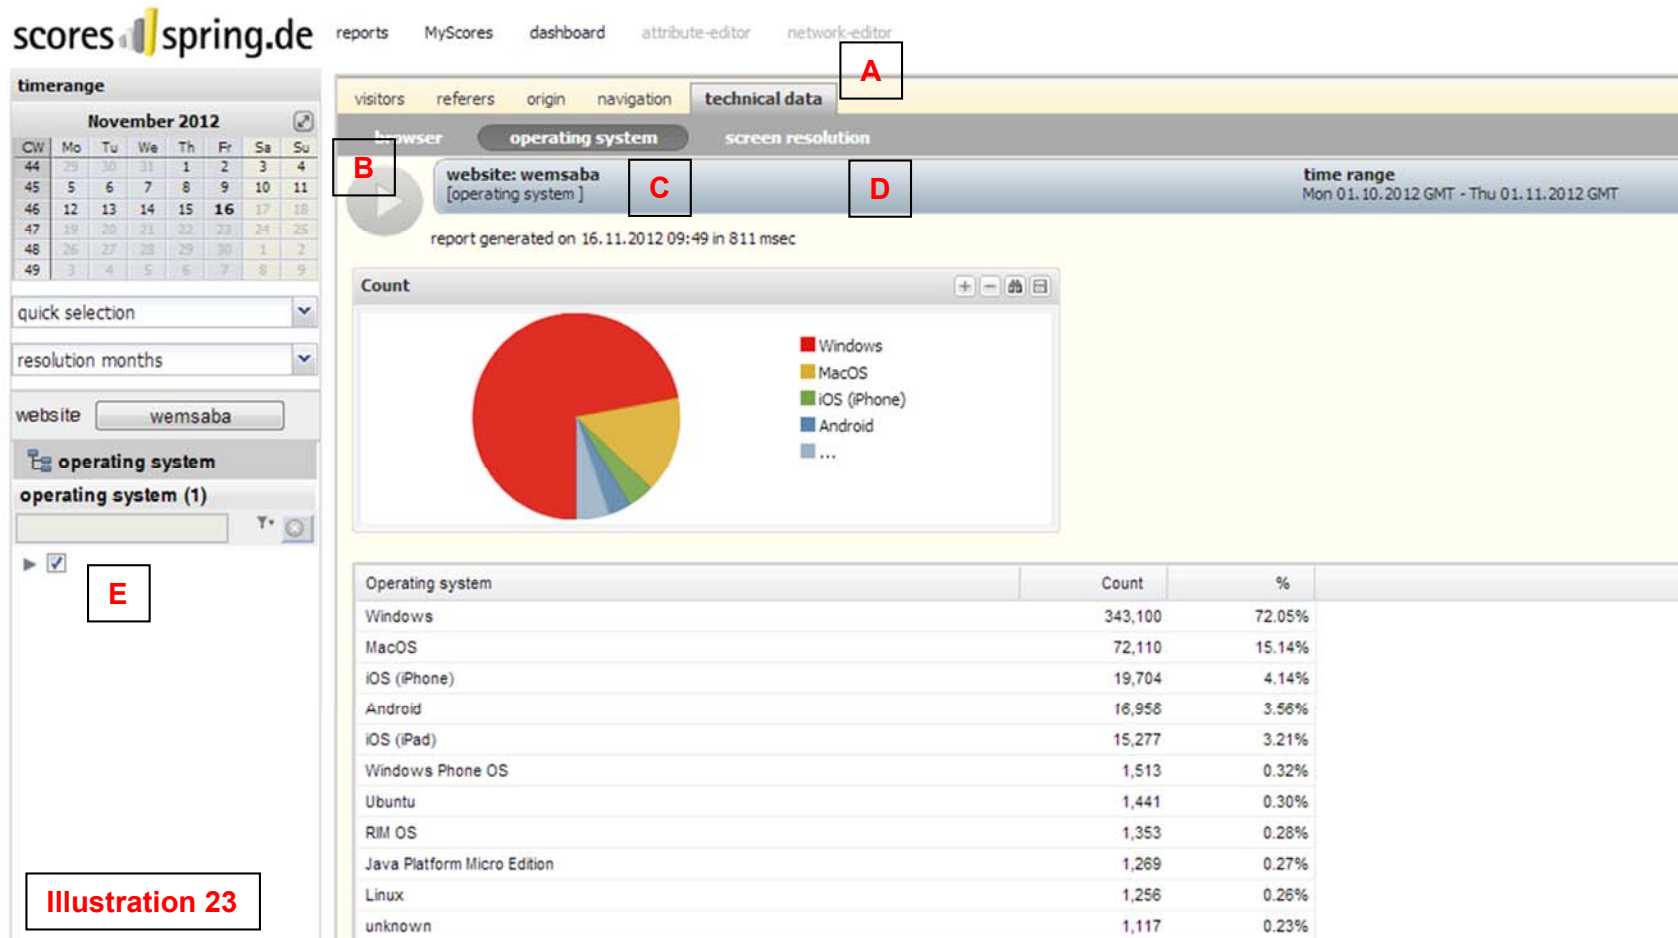 scores spring.de
reports MyScores dashboard attribute-editor network-editor
A
timerange
November 2012
CW Mo Tu We Th Fr Sa Su
44 29 30 31 1 2 3 4
45 5 6 7 8 9 10 11
46 12 13 14 15 16 17 18
47 19 20 21 22 23 24 25
48 26 27 28 29 30 1 2
49 3 4 5 6 7 8 9
quick selection
resolution months
website wemsaba
operating system
operating system (1)
E
Illustration 23
visitors referers origin navigation technical data
browser operating system screen resolution
B
website: wemsaba
[operating system ]
C
D
time range
Mon 01.10.2012 GMT - Thu 01.11.2012 GMT
report generated on 16.11.2012 09:49 in 811 msec
Count
Windows
MacOS
iOS (iPhone)
Android
...
Operating system Count %
Windows 343,100 72.05%
MacOS 72,110 15.14%
iOS (iPhone) 19,704 4.14%
Android 16,956 3.56%
iOS (iPad) 15,277 3.21%
Windows Phone OS 1,513 0.32%
Ubuntu 1,441 0.30%
RIM OS 1,353 0.28%
Java Platform Micro Edition 1,269 0.27%
Linux 1,256 0.26%
unknown 1,117 0.23%